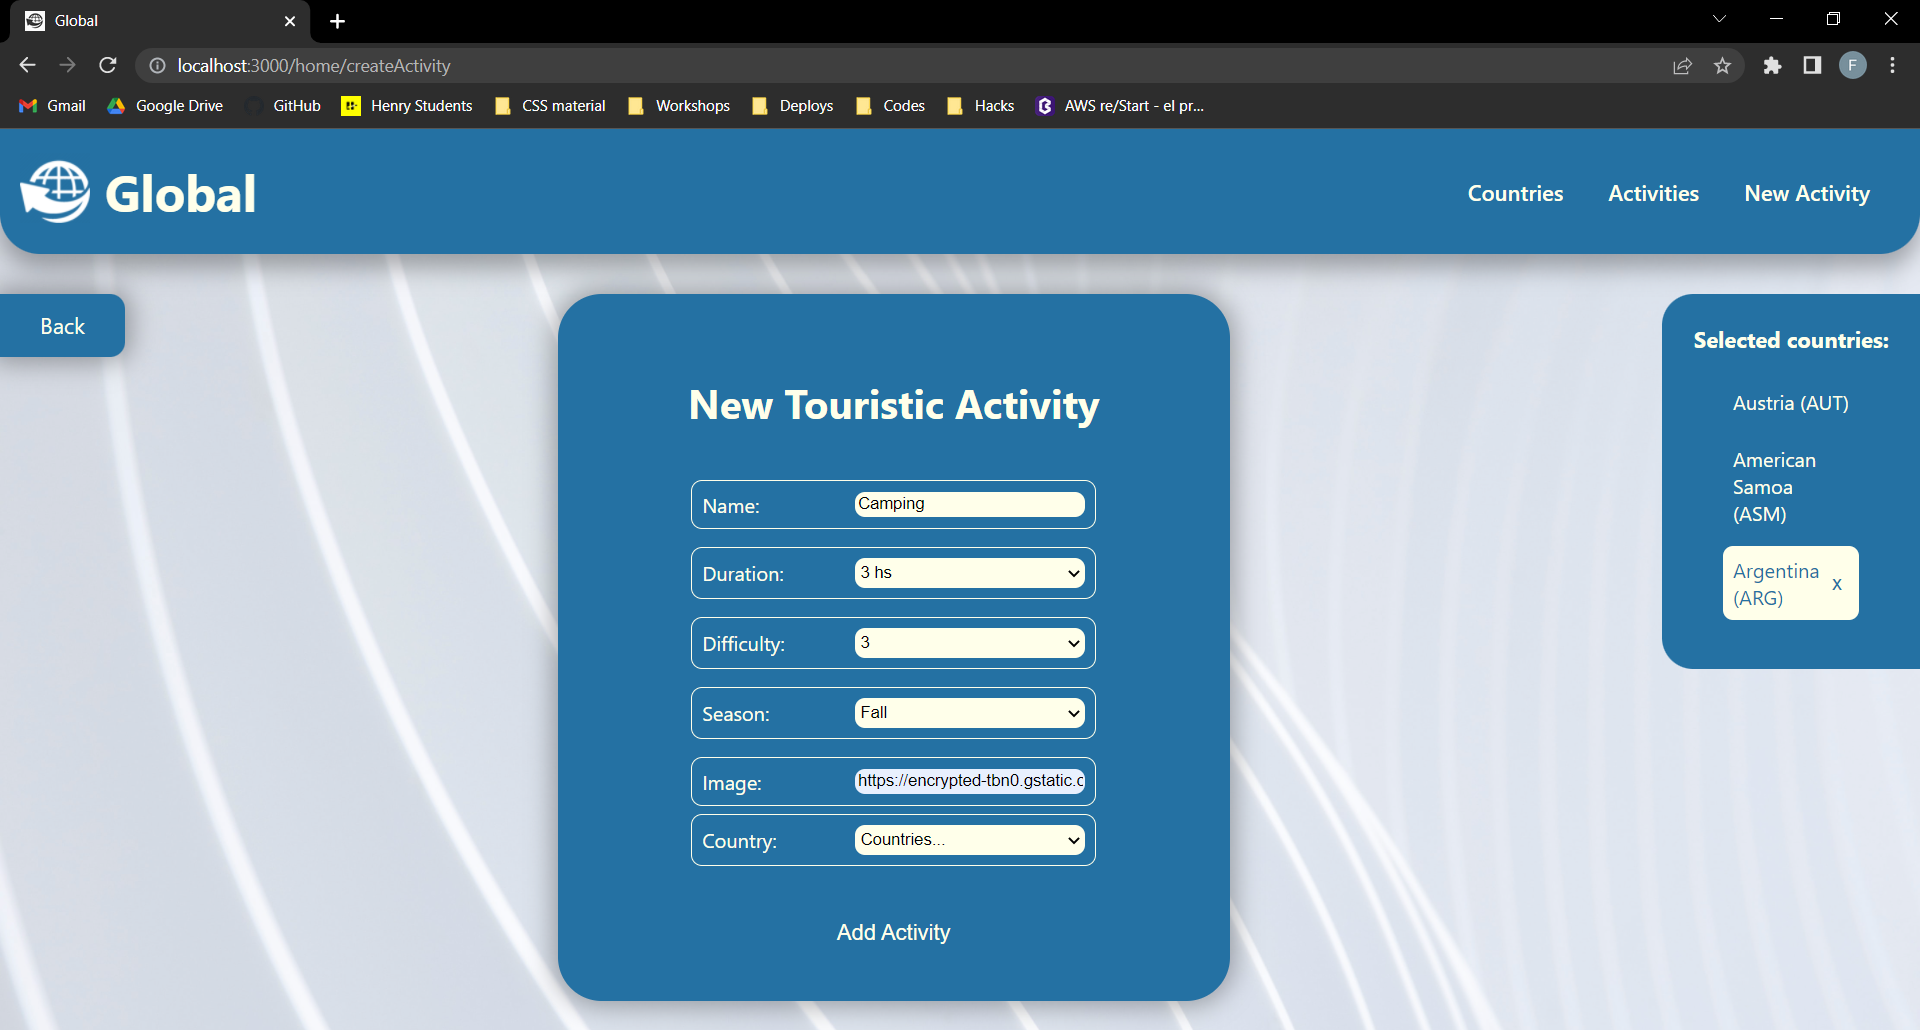 Global
localhost:3000/home/createActivity
F
Gmail
Google Drive
GitHub
Henry Students
CSS material
Workshops
Deploys
Codes
Hacks
AWS re/Start - el pr...
Global
Countries
Activities
New Activity
Back
New Touristic Activity
Name: Camping
Duration: 3 hs
Difficulty: 3
Season: Fall
Image: https://encrypted-tbn0.gstatic.c
Country: Countries...
Add Activity
Selected countries:
Austria (AUT)
American
Samoa
(ASM)
Argentina
(ARG)
x